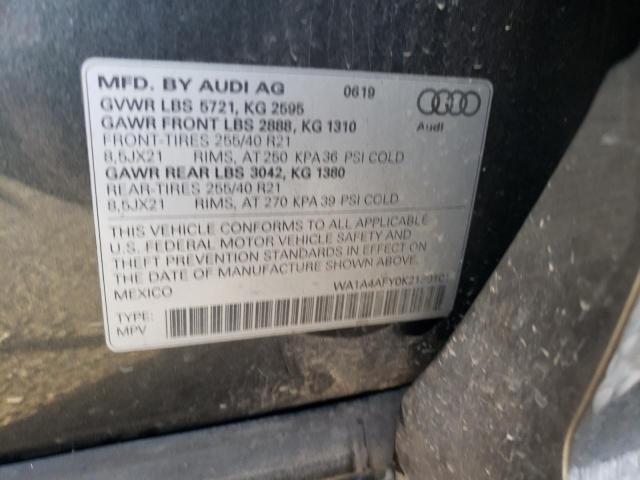 MFD. BY AUDI AG 0619
GVWR LBS 5721, KG 2595
GAWR FRONT LBS 2888, KG 1310
FRONT-TIRES 255/40 R21
8,5JX21 RIMS, AT 250 KPA 36 PSI COLD
GAWR REAR LBS 3042, KG 1380
REAR-TIRES 255/40 R21
8,5JX21 RIMS, AT 270 KPA 39 PSI COLD
Audi
THIS VEHICLE CONFORMS TO ALL APPLICABLE
U.S. FEDERAL MOTOR VEHICLE SAFETY AND
THEFT PREVENTION STANDARDS IN EFFECT ON
THE DATE OF MANUFACTURE SHOWN ABOVE.
MEXICO
TYPE:
MPV